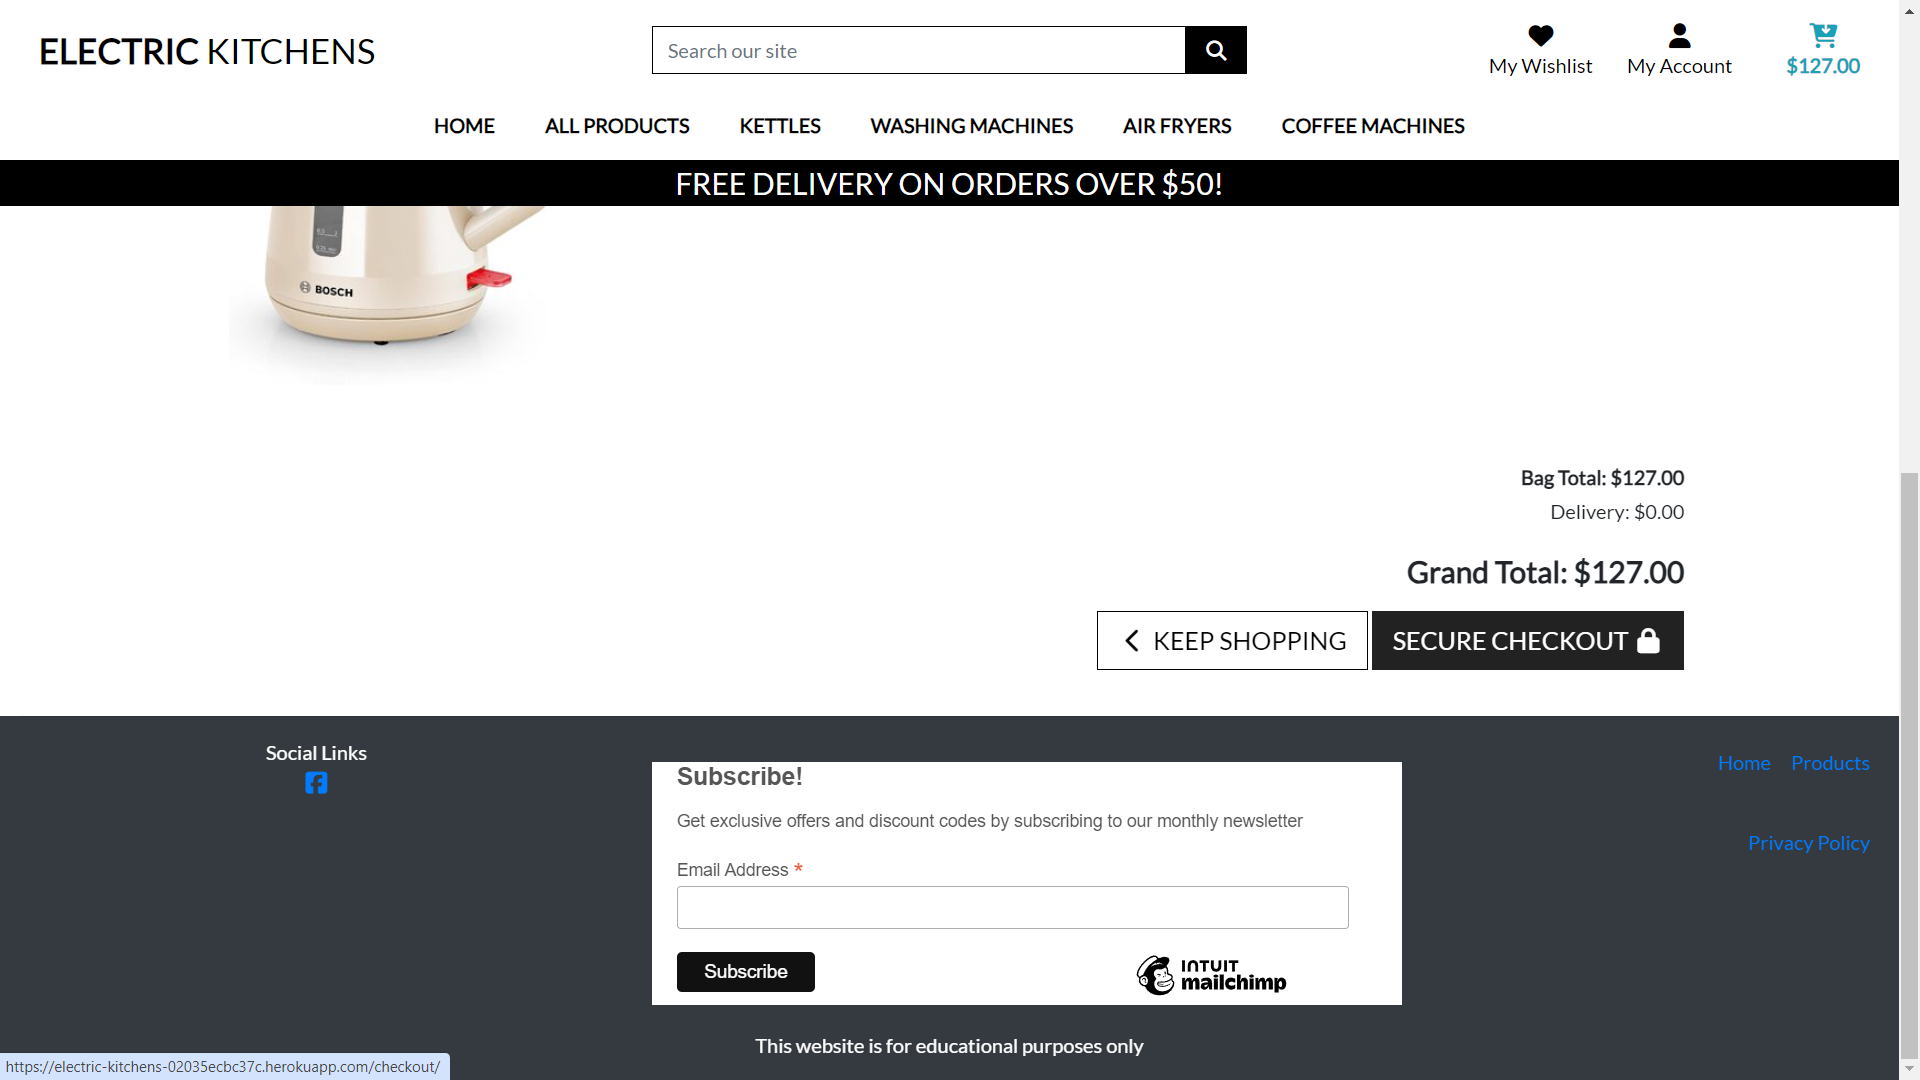 ELECTRIC KITCHENS
Search our site
My Wishlist
My Account
$127.00
HOME
ALL PRODUCTS
KETTLES
WASHING MACHINES
AIR FRYERS
COFFEE MACHINES
FREE DELIVERY ON ORDERS OVER $50!
BOSCH
Bag Total: $127.00
Delivery: $0.00
Grand Total: $127.00
KEEP SHOPPING
SECURE CHECKOUT
Social Links
Subscribe!
Get exclusive offers and discount codes by subscribing to our monthly newsletter
Email Address *
Subscribe
INTUIT
mailchimp
Home
Products
Privacy Policy
This website is for educational purposes only
https://electric-kitchens-02035ecbc37c.herokuapp.com/checkout/